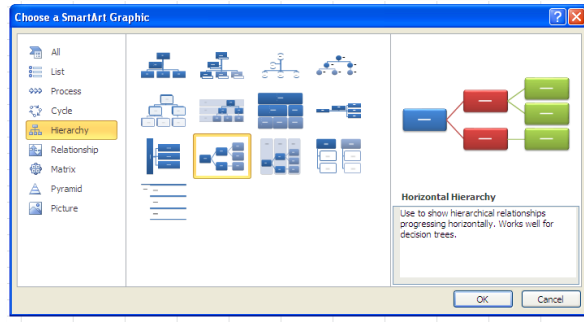 Choose a SmartArt Graphic
All
List
Process
Cycle
Hierarchy
Relationship
Matrix
Pyramid
Picture
Horizontal Hierarchy
Use to show hierarchical relationships
progressing horizontally. Works well for
decision trees.
OK
Cancel